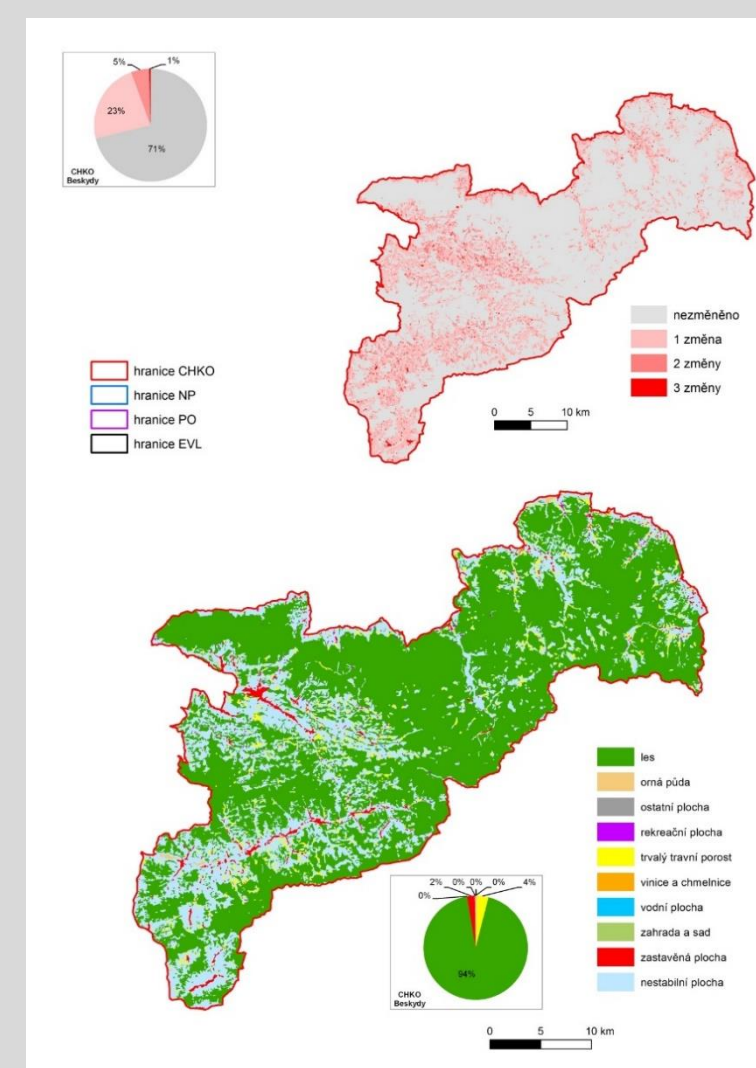 5%
1%
23%
71%
CHKO
Beskydy
nezměněno
1 změna
2 změny
3 změny
0 5 10 km
hranice CHKO
hranice NP
hranice PO
hranice EVL
les
orná půda
ostatní plocha
rekreační plocha
trvalý travní porost
vinice a chmelnice
vodní plocha
zahrada a sad
zastavěná plocha
nestabilní plocha
2% 0% 0% 0% 4%
0%
94%
CHKO
Beskydy
0 5 10 km